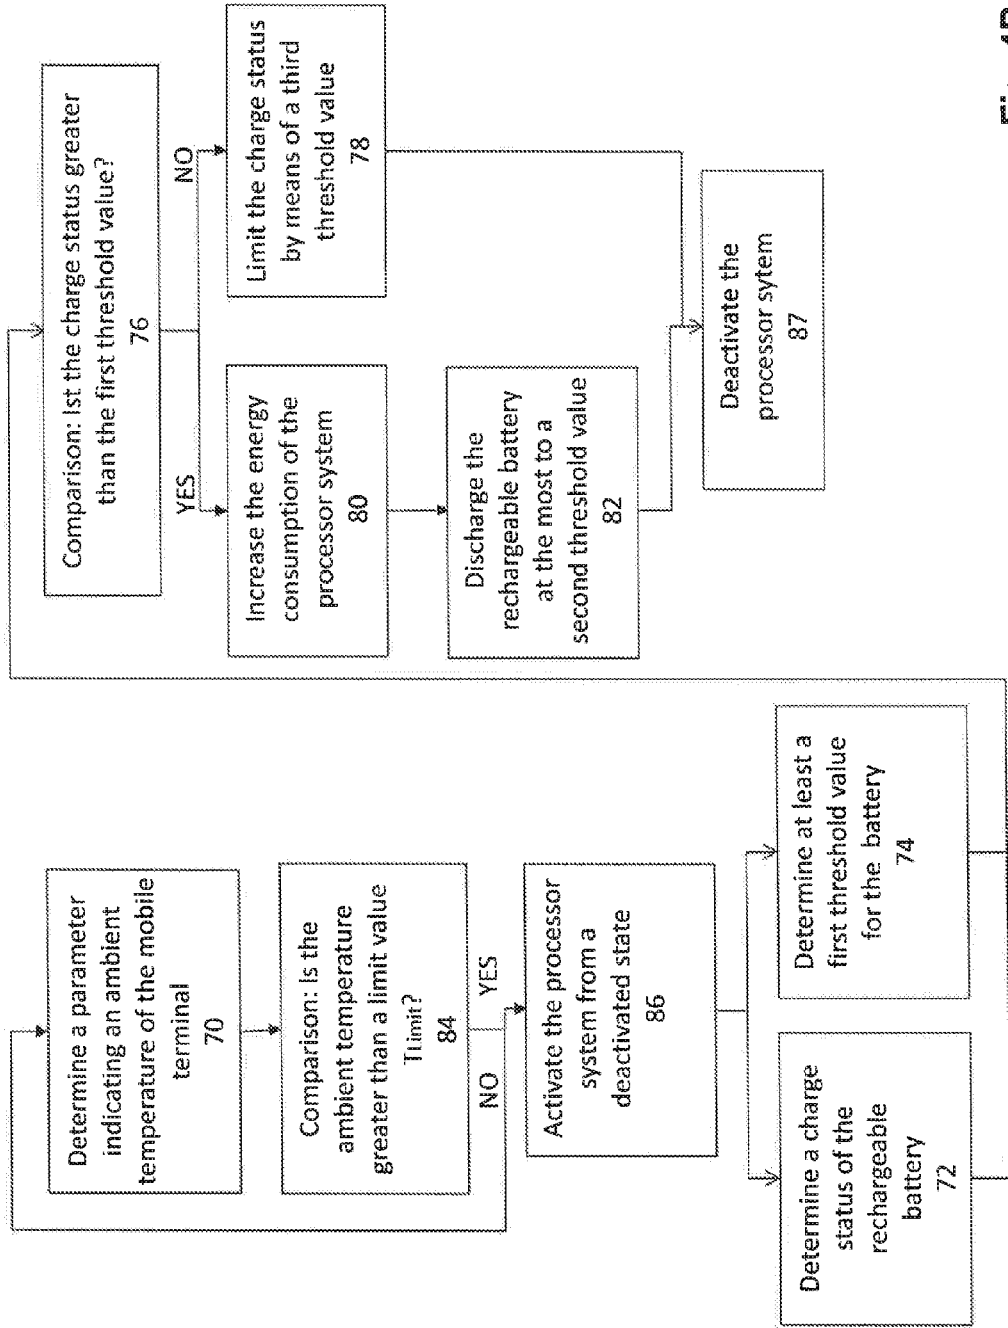 Determine a parameter
indicating an ambient
temperature of the mobile
terminal
70
Comparison: Is the
ambient temperature
greater than a limit value
TLimit?
84
NO
YES
Activate the processor
system from a
deactivated state
86
Determine a charge
status of the
rechargeable
battery
72
Determine at least a
first threshold value
for the battery
74
Comparison: Ist the charge status greater
than the first threshold value?
76
YES
NO
Increase the energy
consumption of the
processor system
80
Limit the charge status
by means of a third
threshold value
78
Discharge the
rechargeable battery
at the most to a
second threshold value
82
Deactivate the
processor sytem
87